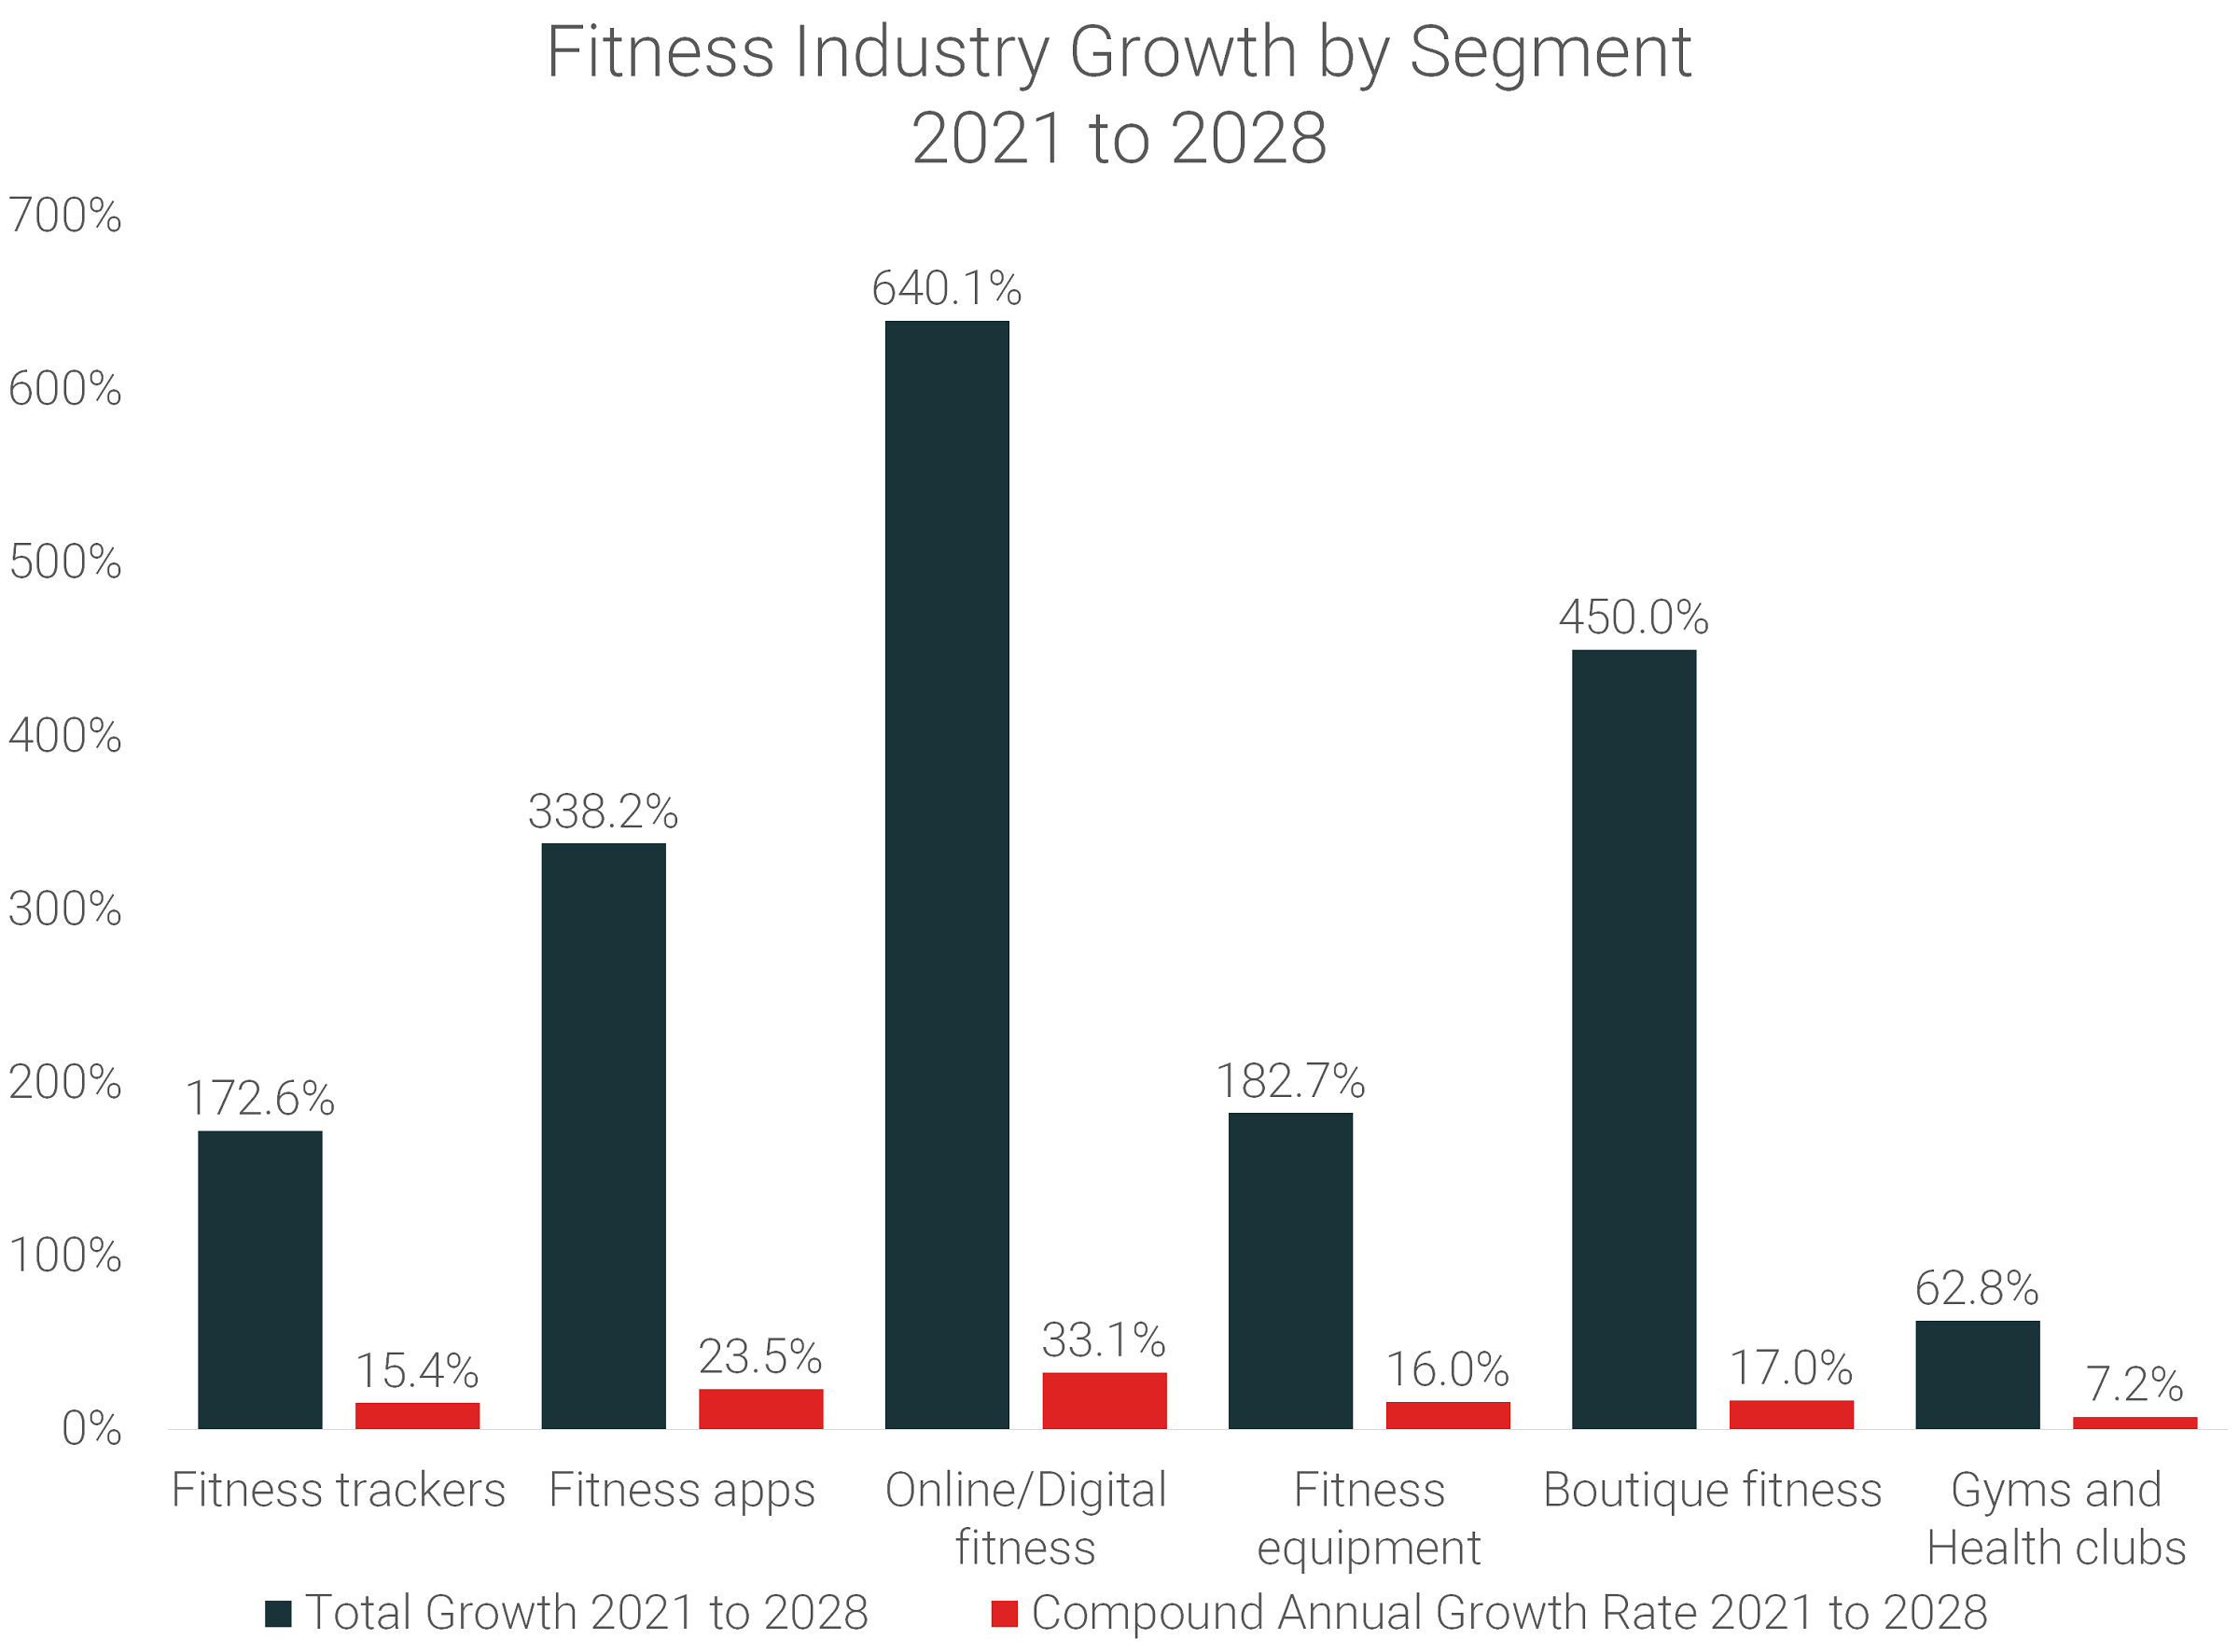 Fitness Industry Growth by Segment
2021 to 2028
700%
600%
500%
400%
300%
200%
100%
0%
172.6%
15.4%
338.2%
23.5%
640.1%
33.1%
182.7%
16.0%
450.0%
17.0%
62.8%
7.2%
Fitness trackers
Fitness apps
Online/Digital
fitness
Fitness
equipment
Boutique fitness
Gyms and
Health clubs
Total Growth 2021 to 2028
Compound Annual Growth Rate 2021 to 2028